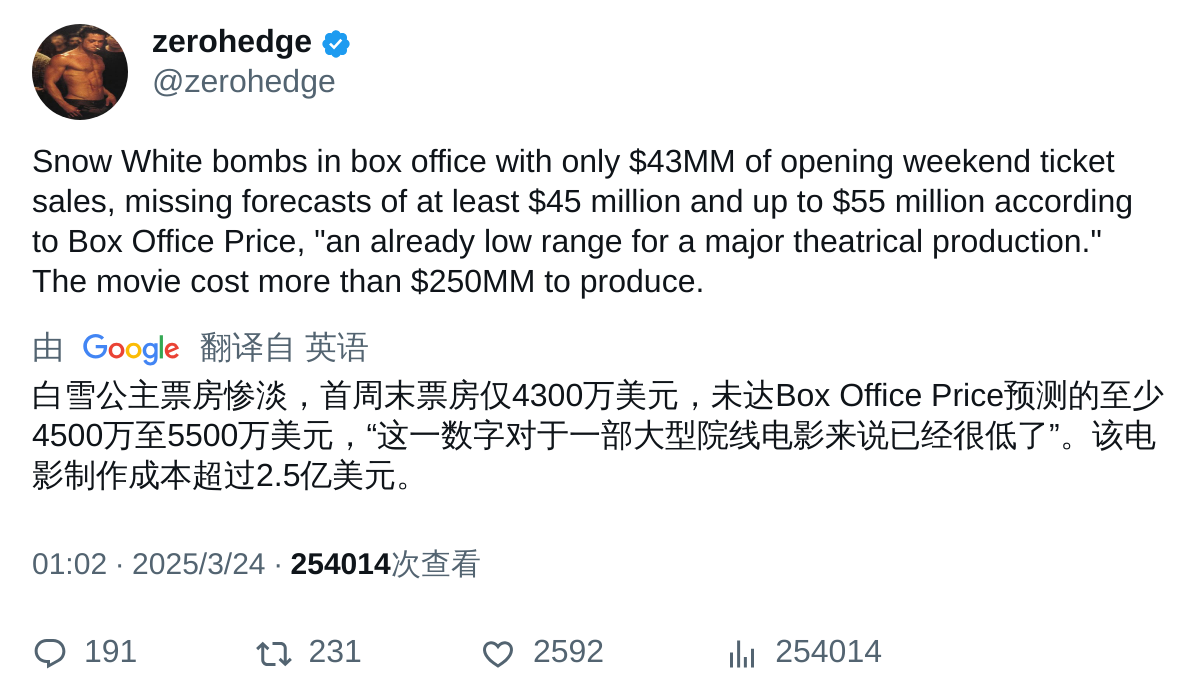 zerohedge
@zerohedge
Snow White bombs in box office with only $43MM of opening weekend ticket
sales, missing forecasts of at least $45 million and up to $55 million according
to Box Office Price, "an already low range for a major theatrical production."
The movie cost more than $250MM to produce.
由 Google 翻译自 英语
白雪公主票房惨淡，首周末票房仅4300万美元，未达Box Office Price预测的至少
4500万至5500万美元，“这一数字对于一部大型院线电影来说已经很低了”。该电
影制作成本超过2.5亿美元。
01:02 · 2025/3/24 · 254014次查看
191 231 2592 254014